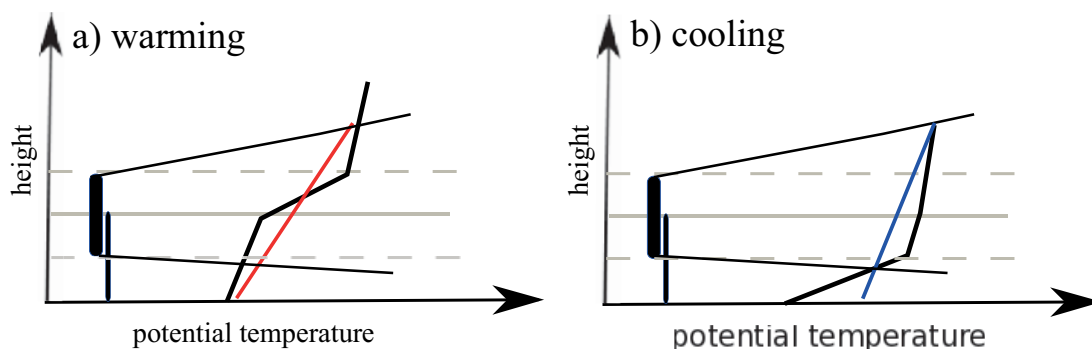 a) warming
b) cooling
height
height
potential temperature
potential temperature